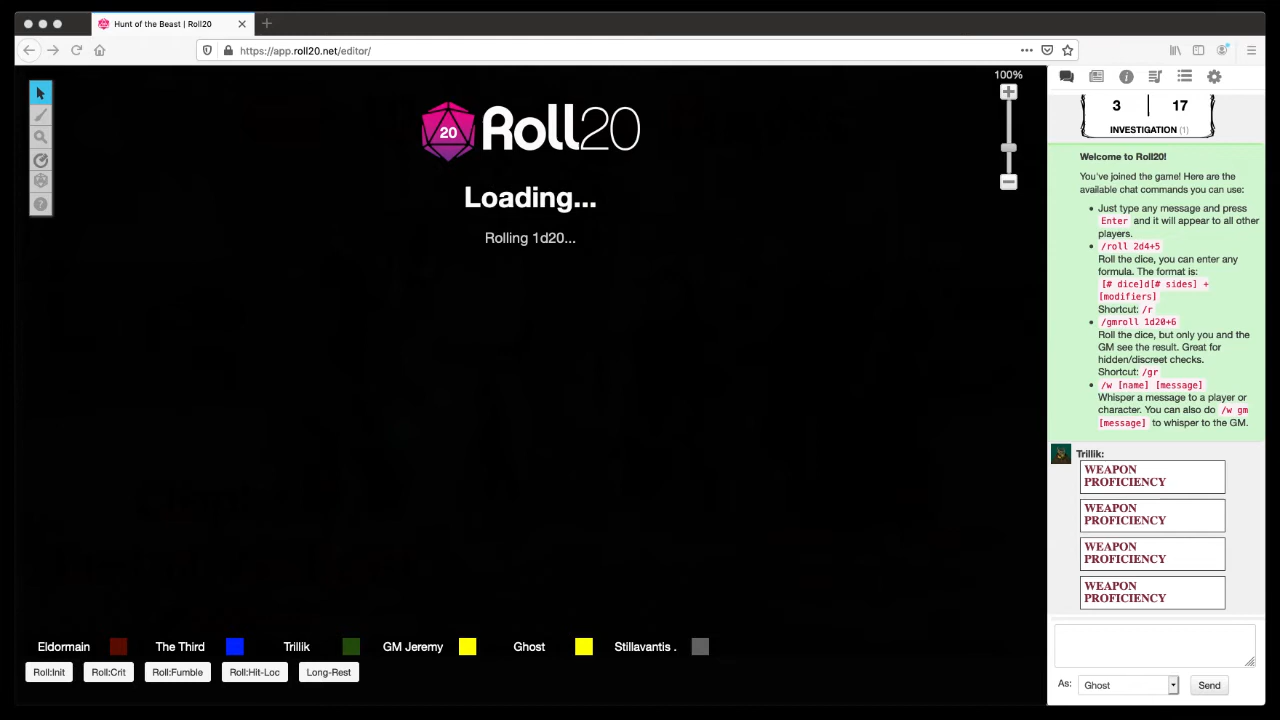 Hunt of the Beast | Roll20
https://app.roll20.net/editor/
100%
20
Roll20
Loading...
Rolling 1d20...
3 17
INVESTIGATION (1)
Welcome to Roll20!
You've joined the game! Here are the
available chat commands you can use:
Just type any message and press
Enter and it will appear to all other
players.
/roll 2d4+5
Roll the dice, you can enter any
formula. The format is:
[# dice]d[# sides] +
[modifiers]
Shortcut: /r
/gmroll 1d20+6
Roll the dice, but only you and the
GM see the result. Great for
hidden/discreet checks.
Shortcut: /gr
/w [name] [message]
Whisper a message to a player or
character. You can also do /w gm
[message] to whisper to the GM.
Trillik:
WEAPON
PROFICIENCY
WEAPON
PROFICIENCY
WEAPON
PROFICIENCY
WEAPON
PROFICIENCY
Eldormain The Third Trillik GM Jeremy Ghost Stillavantis .
Roll:Init Roll:Crit Roll:Fumble Roll:Hit-Loc Long-Rest
As: Ghost Send